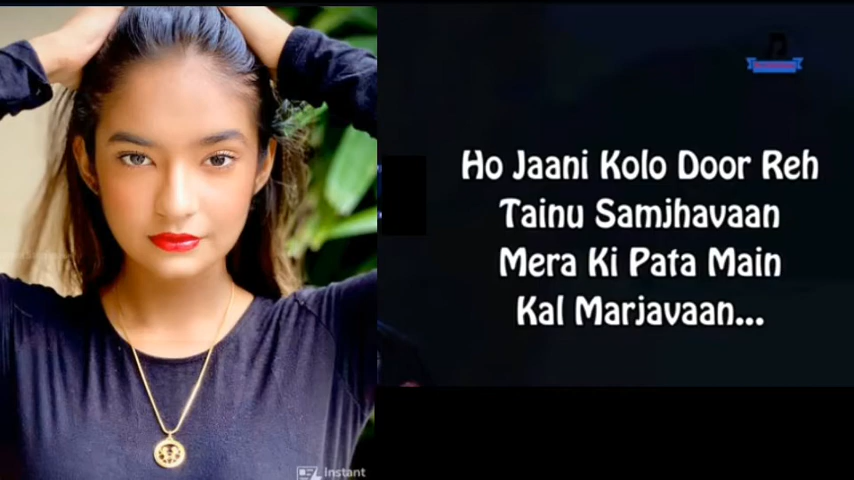 Ho Jaani Kolo Door Reh
Tainu Samjhavaan
Mera Ki Pata Main
Kal Marjavaan...
Instant